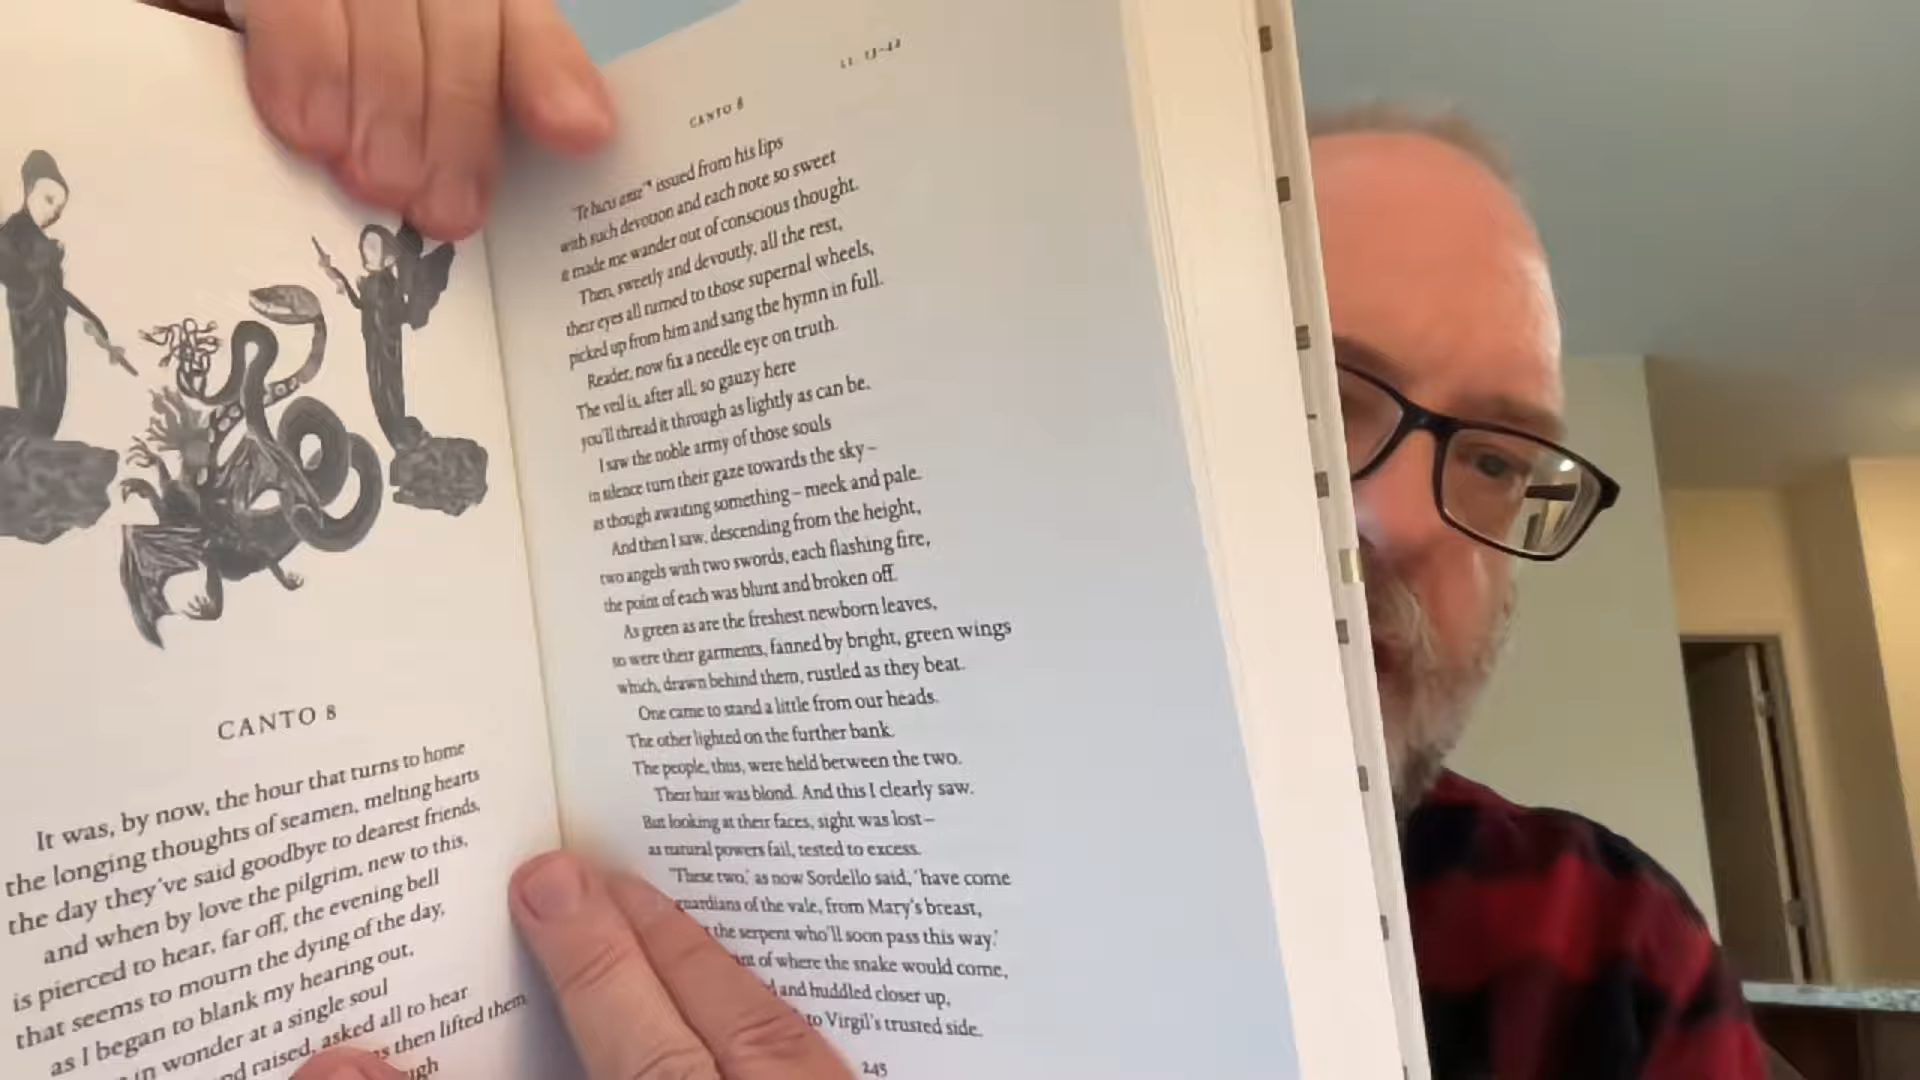 CANTO 8
It was, by now, the hour that turns to home
the longing thoughts of seamen, melting hearts
the day they've said goodbye to dearest friends,
and when by love the pilgrim, new to this,
is pierced to hear, far off, the evening bell
that seems to mourn the dying of the day,
as I began to blank my hearing out,
in wonder at a single soul
raised, asked all to hear
then lifted them
CANTO 8
'Te lucis ante'* issued from his lips
with such devotion and each note so sweet
it made me wander out of conscious thought.
Then, sweetly and devoutly, all the rest,
their eyes all turned to those supernal wheels,
picked up from him and sang the hymn in full.
Reader, now fix a needle eye on truth.
The veil is, after all, so gauzy here
you'll thread it through as lightly as can be.
I saw the noble army of those souls
in silence turn their gaze towards the sky –
as though awaiting something – meek and pale.
And then I saw, descending from the height,
two angels with two swords, each flashing fire,
the point of each was blunt and broken off.
As green as are the freshest newborn leaves,
so were their garments, fanned by bright, green wings
which, drawn behind them, rustled as they beat.
One came to stand a little from our heads.
The other lighted on the further bank.
The people, thus, were held between the two.
Their hair was blond. And this I clearly saw.
But looking at their faces, sight was lost –
as natural powers fail, tested to excess.
'These two,' as now Sordello said, 'have come
guardians of the vale, from Mary's breast,
the serpent who'll soon pass this way.'
of where the snake would come,
and huddled closer up,
to Virgil's trusted side.
245